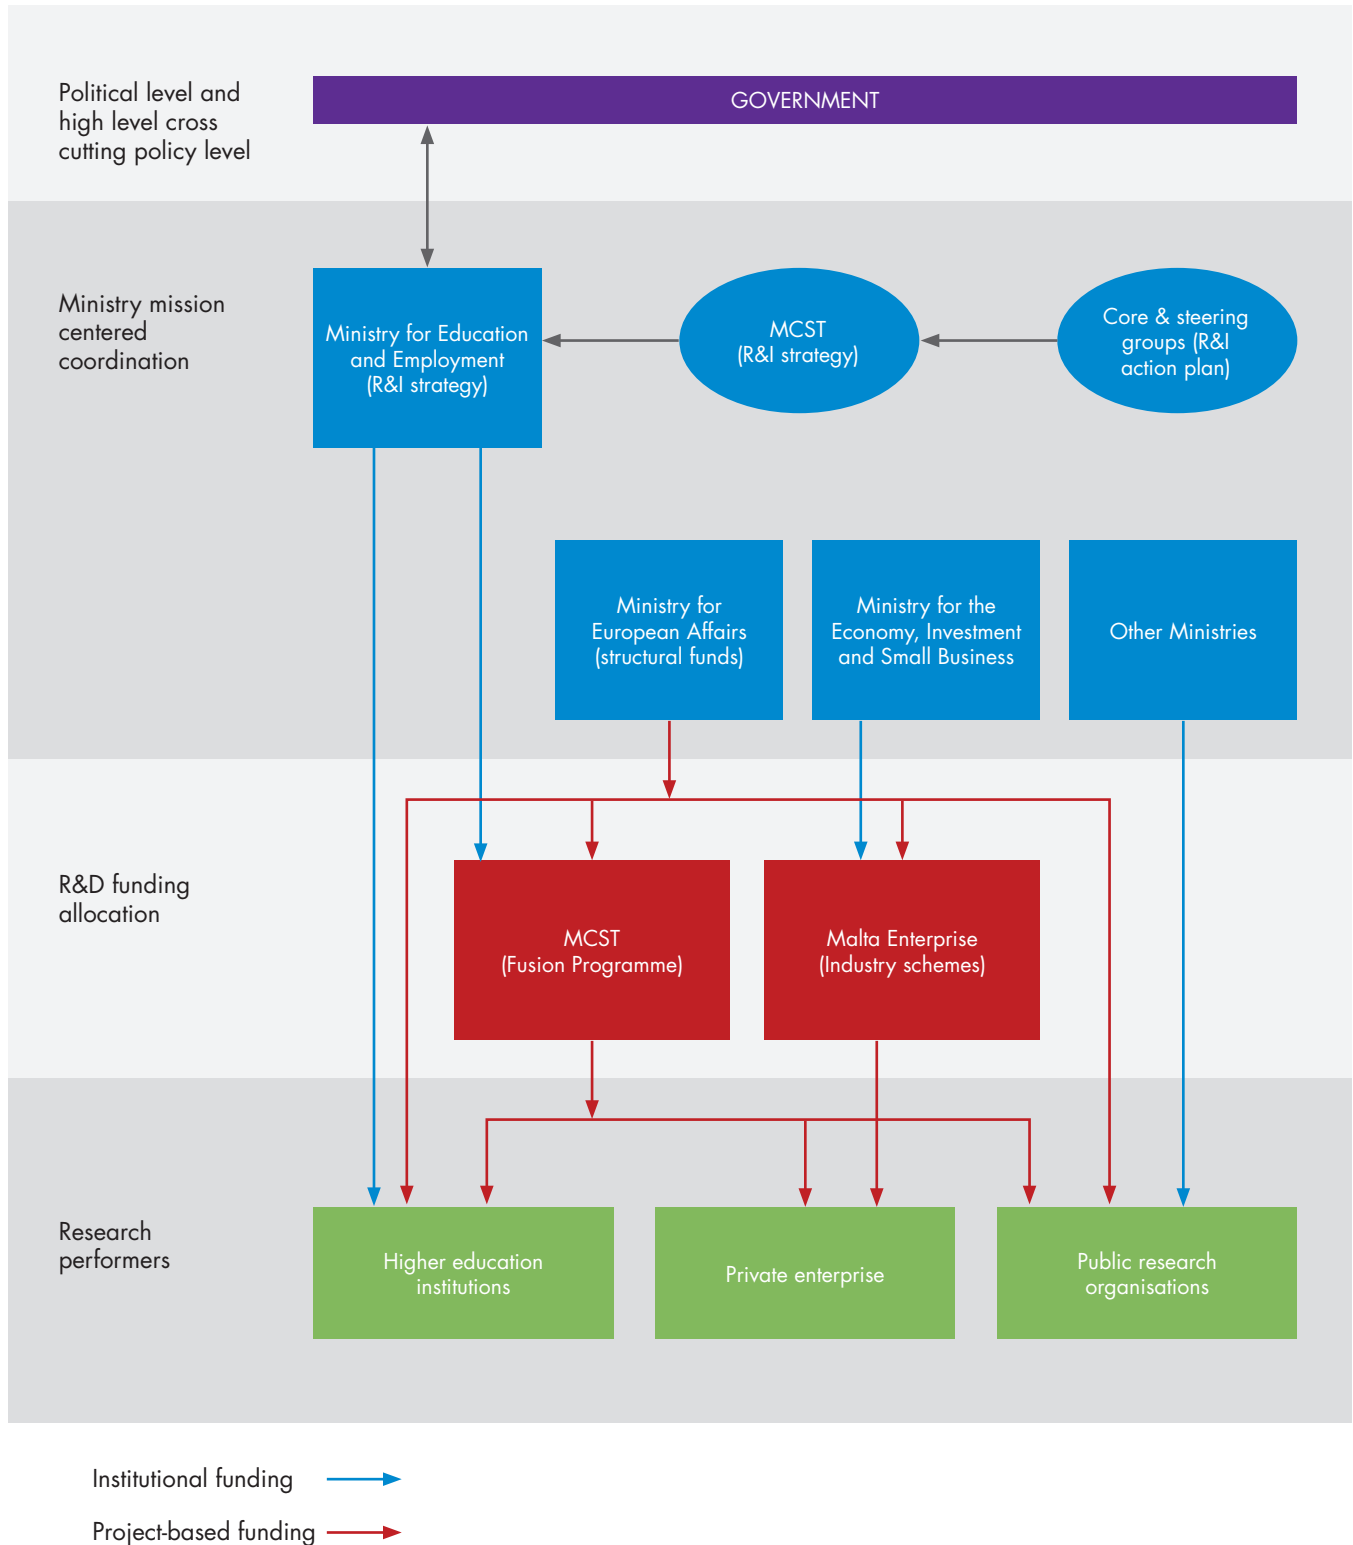 Political level and
high level cross
cutting policy level
GOVERNMENT
Ministry mission
centered
coordination
Ministry for Education
and Employment
(R&I strategy)
MCST
(R&I strategy)
Core & steering
groups (R&I
action plan)
Ministry for
European Affairs
(structural funds)
Ministry for the
Economy, Investment
and Small Business
Other Ministries
R&D funding
allocation
MCST
(Fusion Programme)
Malta Enterprise
(Industry schemes)
Research
performers
Higher education
institutions
Private enterprise
Public research
organisations
Institutional funding
Project-based funding